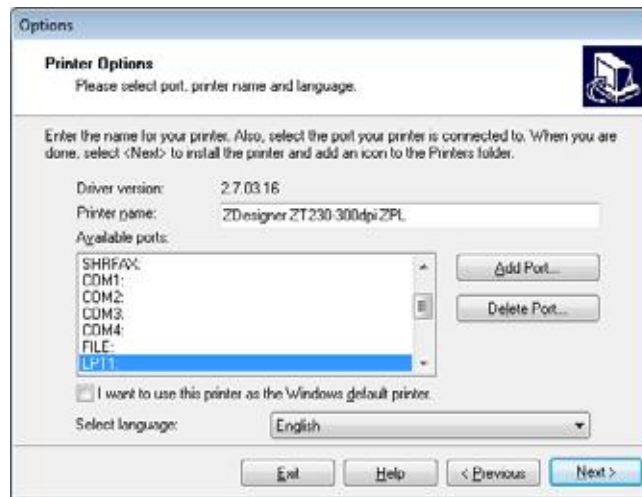 Options
Printer Options
Please select port, printer name and language.
Enter the name for your printer. Also, select the port your printer is connected to. When you are
done, select <Next> to install the printer and add an icon to the Printers folder.
Driver version: 2.7.03.16
Printer name: ZDesigner ZT230-300dpi ZPL
Available ports:
SHRFAX:
COM1:
COM2:
COM3:
COM4:
FILE:
LPT1:
Add Port...
Delete Port...
I want to use this printer as the Windows default printer.
Select language: English
Exit Help < Previous Next >